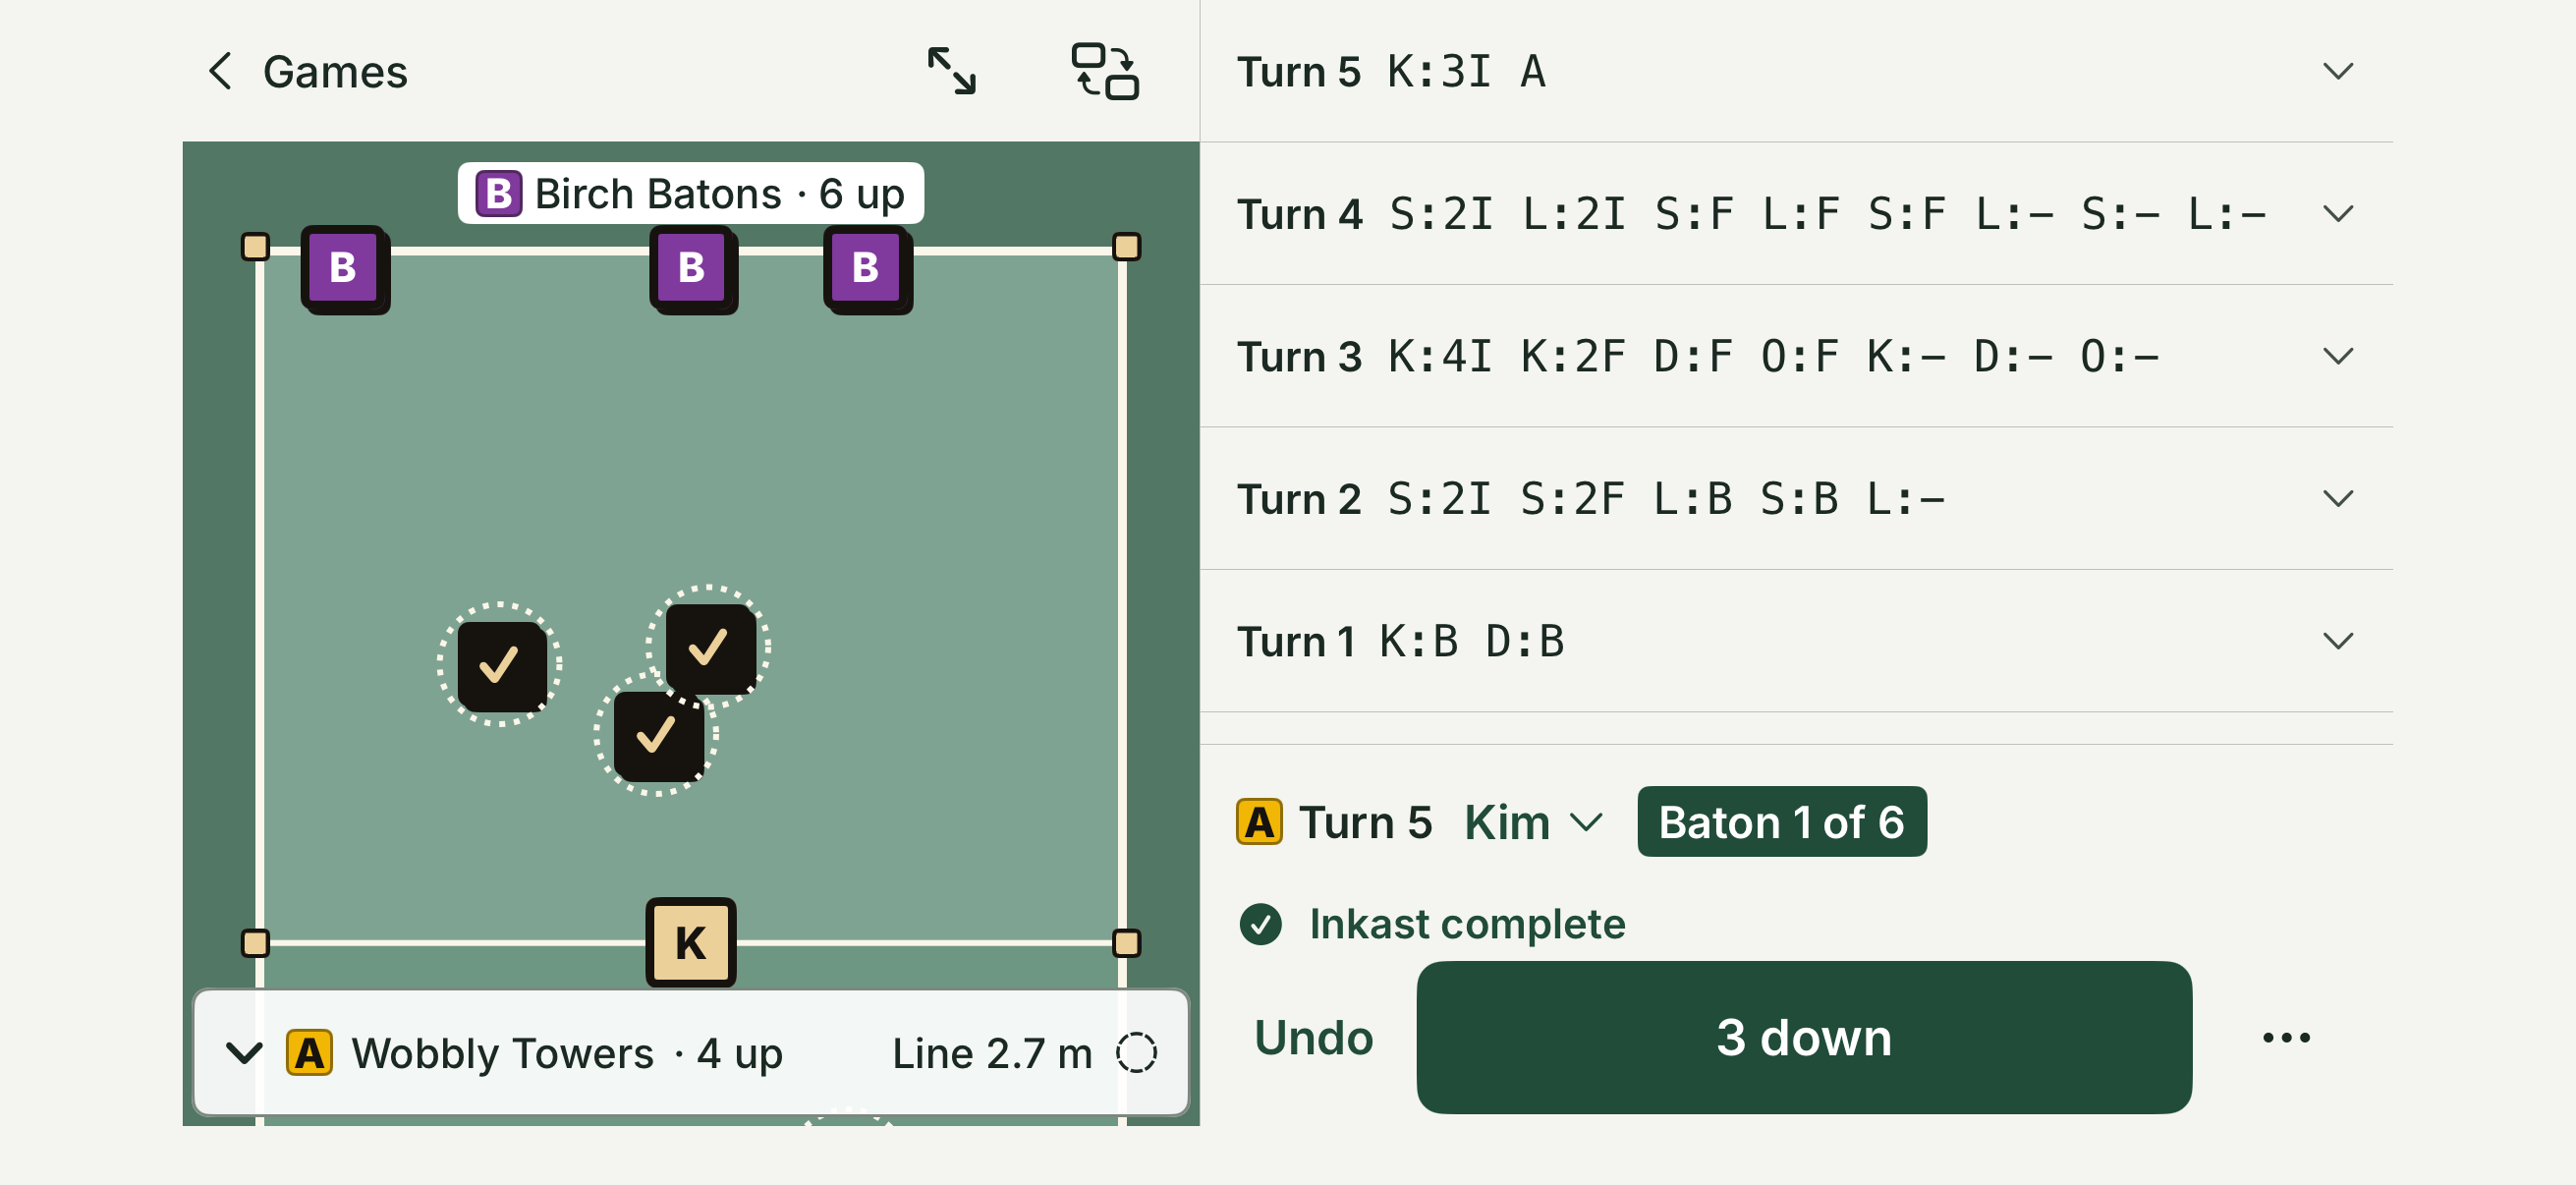 Games
B Birch Batons · 6 up
B B B
K
A Wobbly Towers · 4 up Line 2.7 m
Turn 5 K:3I A
Turn 4 S:2I L:2I S:F L:F S:F L:– S:– L:–
Turn 3 K:4I K:2F D:F O:F K:– D:– O:–
Turn 2 S:2I S:2F L:B S:B L:–
Turn 1 K:B D:B
A Turn 5 Kim Baton 1 of 6
Inkast complete
Undo 3 down